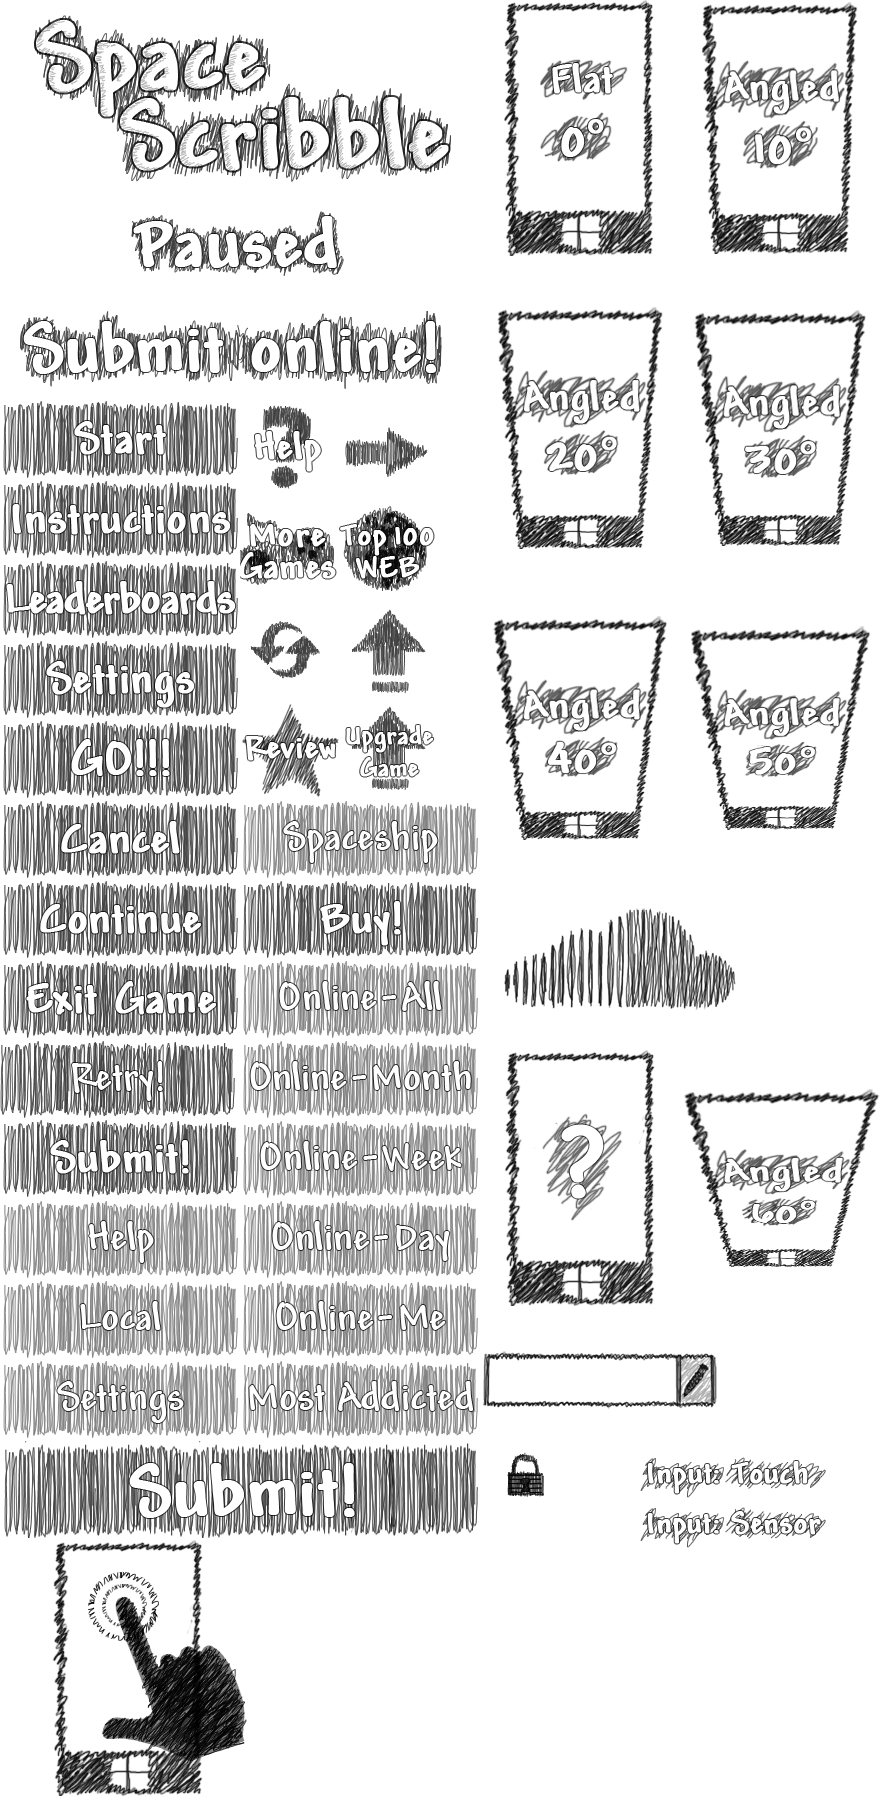 Space
Scribble
Paused
Submit online!
Start
Instructions
Leaderboards
Settings
GO!!!
Cancel
Continue
Exit Game
Retry!
Submit!
Help
Local
Settings
Submit!
Help
More
Games
Top 100
WEB
Review
Upgrade
Game
Spaceship
Buy!
Online-All
Online-Month
Online-Week
Online-Day
Online-Me
Most Addicted
Flat
0°
Angled
10°
Angled
20°
Angled
30°
Angled
40°
Angled
50°
?
Angled
60°
Input: Touch
Input: Sensor